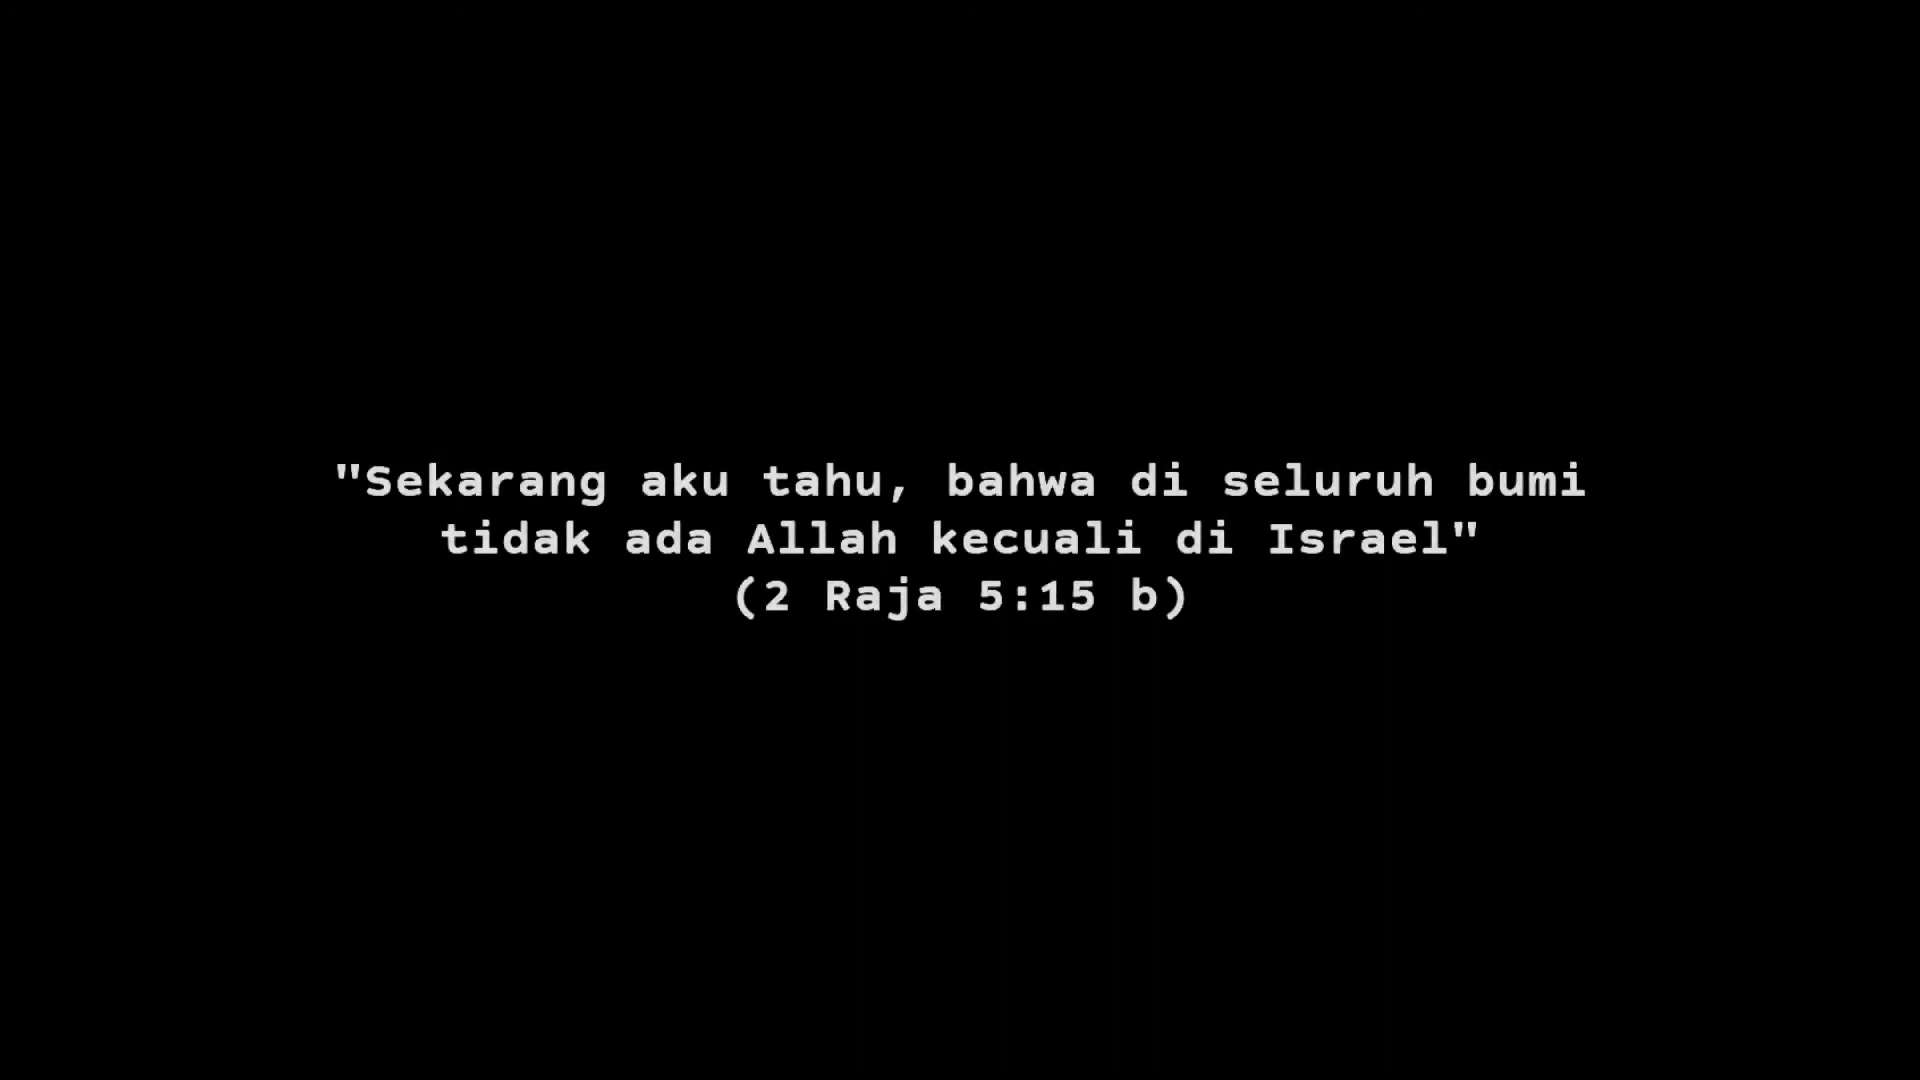 "Sekarang aku tahu, bahwa di seluruh bumi
tidak ada Allah kecuali di Israel"
(2 Raja 5:15 b)